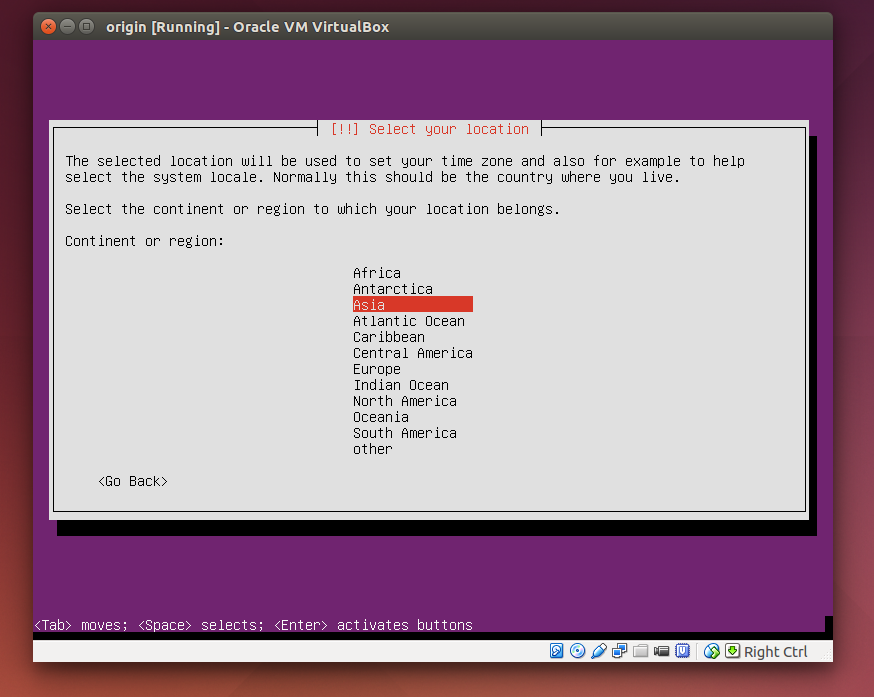 origin [Running] - Oracle VM VirtualBox
[!!] Select your location
The selected location will be used to set your time zone and also for example to help
select the system locale. Normally this should be the country where you live.
Select the continent or region to which your location belongs.
Continent or region:
Africa
Antarctica
Asia
Atlantic Ocean
Caribbean
Central America
Europe
Indian Ocean
North America
Oceania
South America
other
<Go Back>
<Tab> moves; <Space> selects; <Enter> activates buttons
Right Ctrl